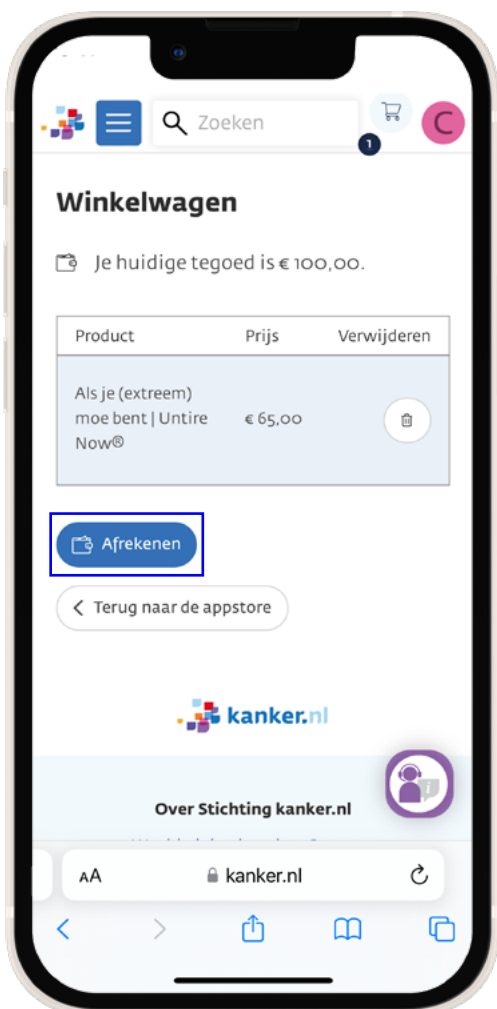 Zoeken
1
C
Winkelwagen
Je huidige tegoed is € 100,00.
Product Prijs Verwijderen
Als je (extreem)
moe bent | Untire € 65,00
Now®
Afrekenen
Terug naar de appstore
kanker.nl
i
Over Stichting kanker.nl
AA kanker.nl